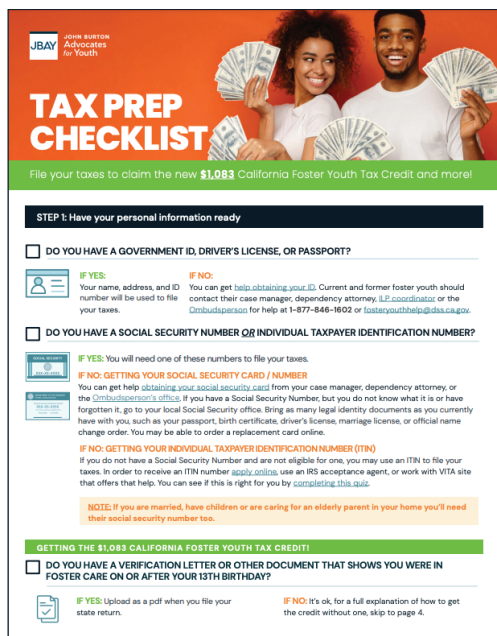 JBAY
JOHN BURTON
Advocates
for Youth
TAX PREP
CHECKLIST
File your taxes to claim the new $1,083 California Foster Youth Tax Credit and more!
STEP 1: Have your personal information ready
DO YOU HAVE A GOVERNMENT ID, DRIVER'S LICENSE, OR PASSPORT?
IF YES:
Your name, address, and ID
number will be used to file
your taxes.
IF NO:
You can get help obtaining your ID. Current and former foster youth should
contact their case manager, dependency attorney, ILP coordinator or the
Ombudsperson for help at 1-877-846-1602 or fosteryouthhelp@dss.ca.gov.
DO YOU HAVE A SOCIAL SECURITY NUMBER OR INDIVIDUAL TAXPAYER IDENTIFICATION NUMBER?
SOCIAL SECURITY
IF YES: You will need one of these numbers to file your taxes.
IF NO: GETTING YOUR SOCIAL SECURITY CARD / NUMBER
You can get help obtaining your social security card from your case manager, dependency attorney, or
the Ombudsperson's office. If you have a Social Security Number, but you do not know what it is or have
forgotten it, go to your local Social Security office. Bring as many legal identity documents as you currently
have with you, such as your passport, birth certificate, driver's license, marriage license, or official name
change order. You may be able to order a replacement card online.
IF NO: GETTING YOUR INDIVIDUAL TAXPAYER IDENTIFICATION NUMBER (ITIN)
If you do not have a Social Security Number and are not eligible for one, you may use an ITIN to file your
taxes. In order to receive an ITIN number apply online, use an IRS acceptance agent, or work with VITA site
that offers that help. You can see if this is right for you by completing this quiz.
NOTE: If you are married, have children or are caring for an elderly parent in your home you'll need
their social security number too.
GETTING THE $1,083 CALIFORNIA FOSTER YOUTH TAX CREDIT!
DO YOU HAVE A VERIFICATION LETTER OR OTHER DOCUMENT THAT SHOWS YOU WERE IN
FOSTER CARE ON OR AFTER YOUR 13TH BIRTHDAY?
IF YES: Upload as a pdf when you file your
state return.
IF NO: It's ok, for a full explanation of how to get
the credit without one, skip to page 4.